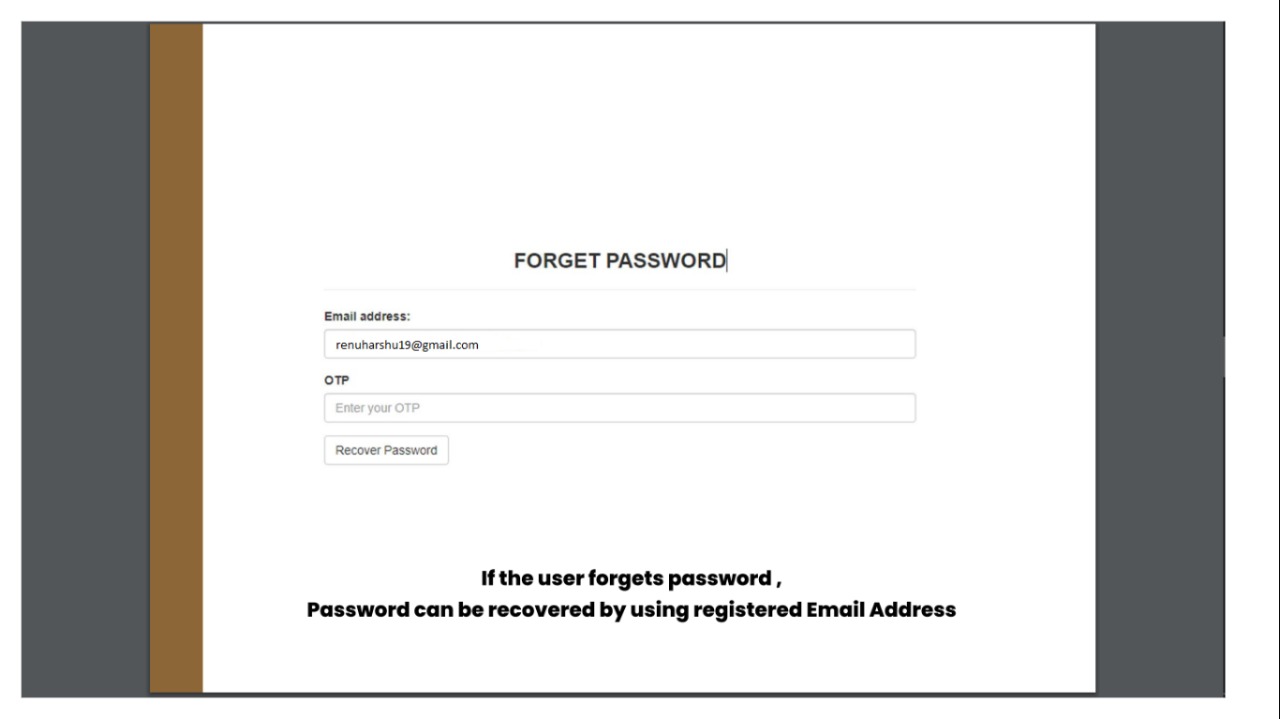 FORGET PASSWORD
Email address:
renuharshu19@gmail.com
OTP
Enter your OTP
Recover Password
If the user forgets password ,
Password can be recovered by using registered Email Address